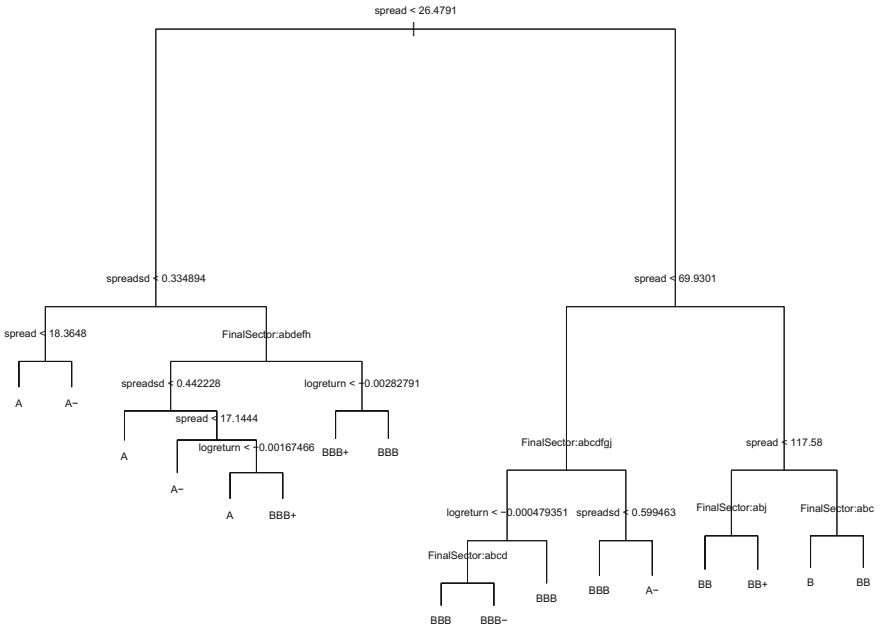 spread < 26.4791
spreadsd < 0.334894
spread < 69.9301
spread < 18.3648
FinalSector:abdefh
A
A−
spreadsd < 0.442228
logreturn < −0.00282791
A
spread < 17.1444
BBB+
BBB
A−
logreturn < −0.00167466
A
BBB+
FinalSector:abcdfgj
spread < 117.58
logreturn < −0.000479351
spreadsd < 0.599463
FinalSector:abj
FinalSector:abc
FinalSector:abcd
BBB
BBB
A−
BB
BB+
B
BB
BBB
BBB−